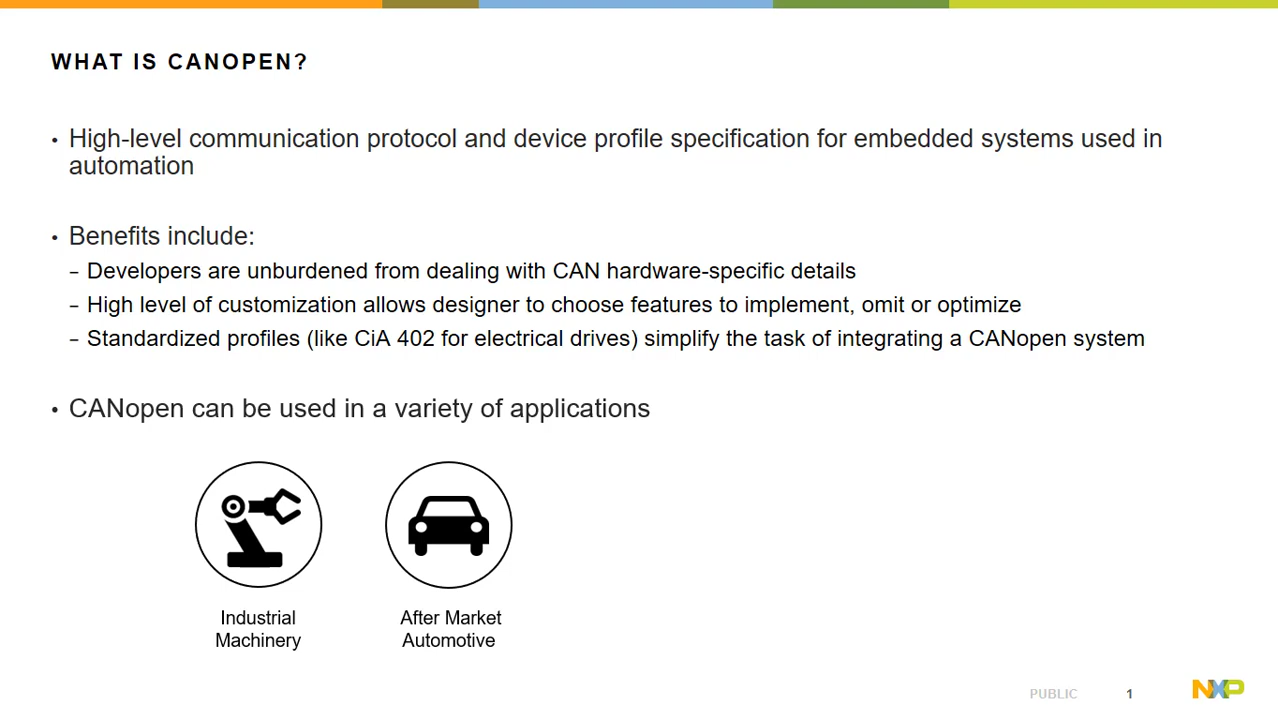 WHAT IS CANOPEN?
• High-level communication protocol and device profile specification for embedded systems used in
automation
• Benefits include:
– Developers are unburdened from dealing with CAN hardware-specific details
– High level of customization allows designer to choose features to implement, omit or optimize
– Standardized profiles (like CiA 402 for electrical drives) simplify the task of integrating a CANopen system
• CANopen can be used in a variety of applications
Industrial
Machinery
After Market
Automotive
PUBLIC
1
NXP